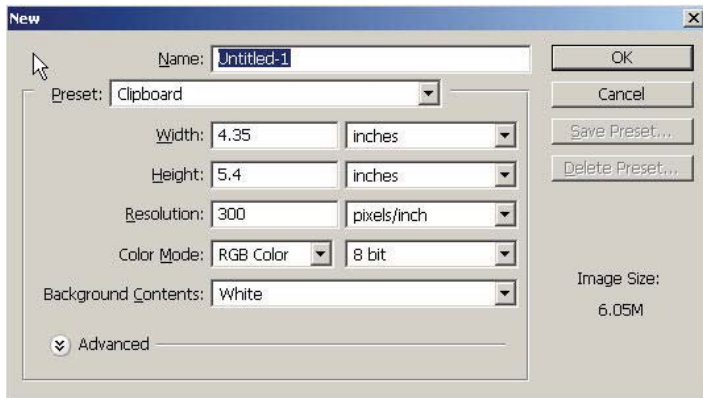 New
Name: Untitled-1
OK
Preset: Clipboard
Cancel
Width: 4.35 inches
Save Preset...
Height: 5.4 inches
Delete Preset...
Resolution: 300 pixels/inch
Color Mode: RGB Color 8 bit
Image Size:
Background Contents: White
6.05M
Advanced